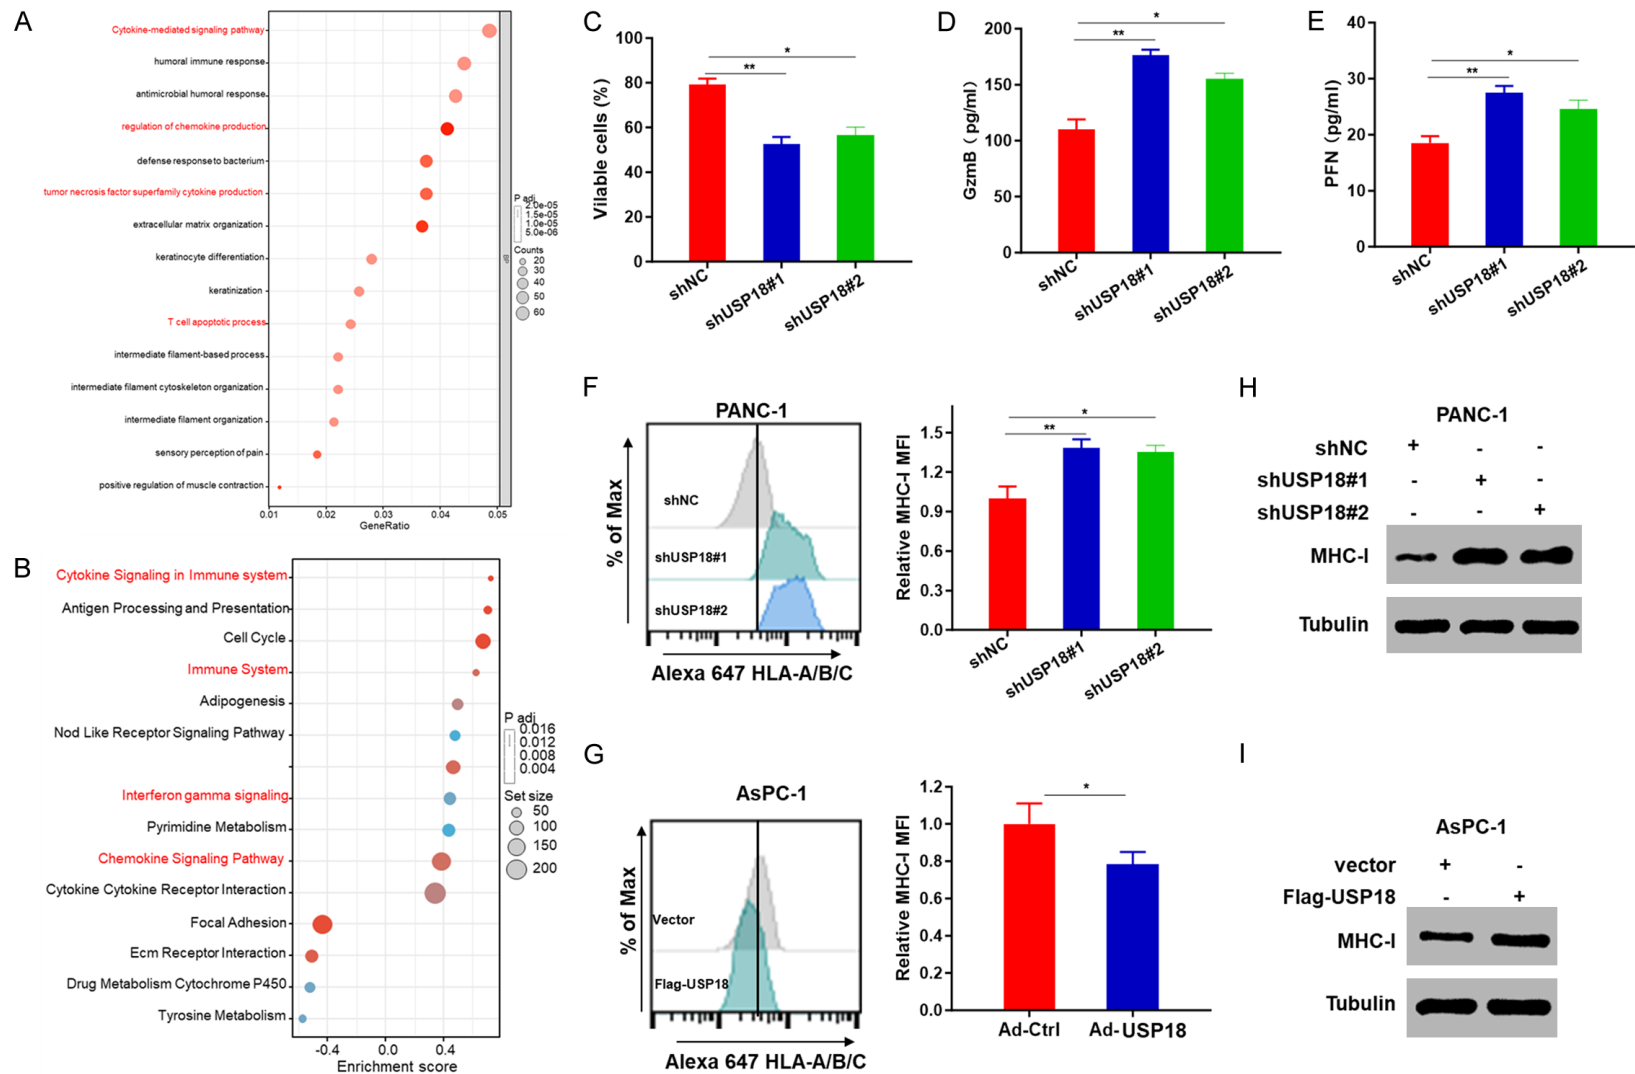 A
Cytokine-mediated signaling pathway
humoral immune response
antimicrobial humoral response
regulation of chemokine production
defense response to bacterium
tumor necrosis factor superfamily cytokine production
extracellular matrix organization
keratinocyte differentiation
keratinization
T cell apoptotic process
intermediate filament-based process
intermediate filament cytoskeleton organization
intermediate filament organization
sensory perception of pain
positive regulation of muscle contraction
0.01 0.02 0.03 0.04 0.05
GeneRatio
P adj
2.0e-05
1.5e-05
1.0e-05
5.0e-06
Counts
20
30
40
50
60
B
Cytokine Signaling in Immune system
Antigen Processing and Presentation
Cell Cycle
Immune System
Adipogenesis
Nod Like Receptor Signaling Pathway
Interferon gamma signaling
Pyrimidine Metabolism
Chemokine Signaling Pathway
Cytokine Cytokine Receptor Interaction
Focal Adhesion
Ecm Receptor Interaction
Drug Metabolism Cytochrome P450
Tyrosine Metabolism
-0.4 0.0 0.4
Enrichment score
P adj
0.016
0.012
0.008
0.004
Set size
50
100
150
200
C
Vilable cells (%)
100
80
60
40
20
0
*
**
shNC shUSP18#1 shUSP18#2
D
GzmB ( pg/ml)
200
150
100
50
0
*
**
shNC shUSP18#1 shUSP18#2
E
PFN (pg/ml)
40
30
20
10
0
*
**
shNC shUSP18#1 shUSP18#2
F
PANC-1
% of Max
shNC
shUSP18#1
shUSP18#2
Alexa 647 HLA-A/B/C
Relative MHC-I MFI
1.5
1.2
0.9
0.6
0.3
0.0
*
**
shNC shUSP18#1 shUSP18#2
G
AsPC-1
% of Max
Vector
Flag-USP18
Alexa 647 HLA-A/B/C
Relative MHC-I MFI
1.2
1.0
0.8
0.6
0.4
0.2
0.0
*
Ad-Ctrl Ad-USP18
H
PANC-1
shNC + - -
shUSP18#1 - + -
shUSP18#2 - - +
MHC-I
Tubulin
I
AsPC-1
vector + -
Flag-USP18 - +
MHC-I
Tubulin